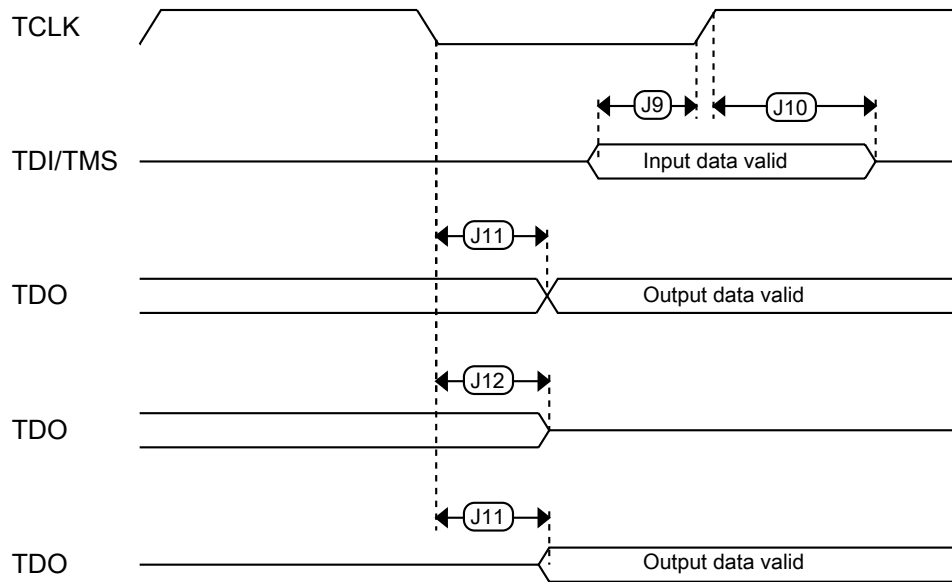 TCLK
J9
J10
TDI/TMS
Input data valid
J11
TDO
Output data valid
J12
TDO
J11
TDO
Output data valid